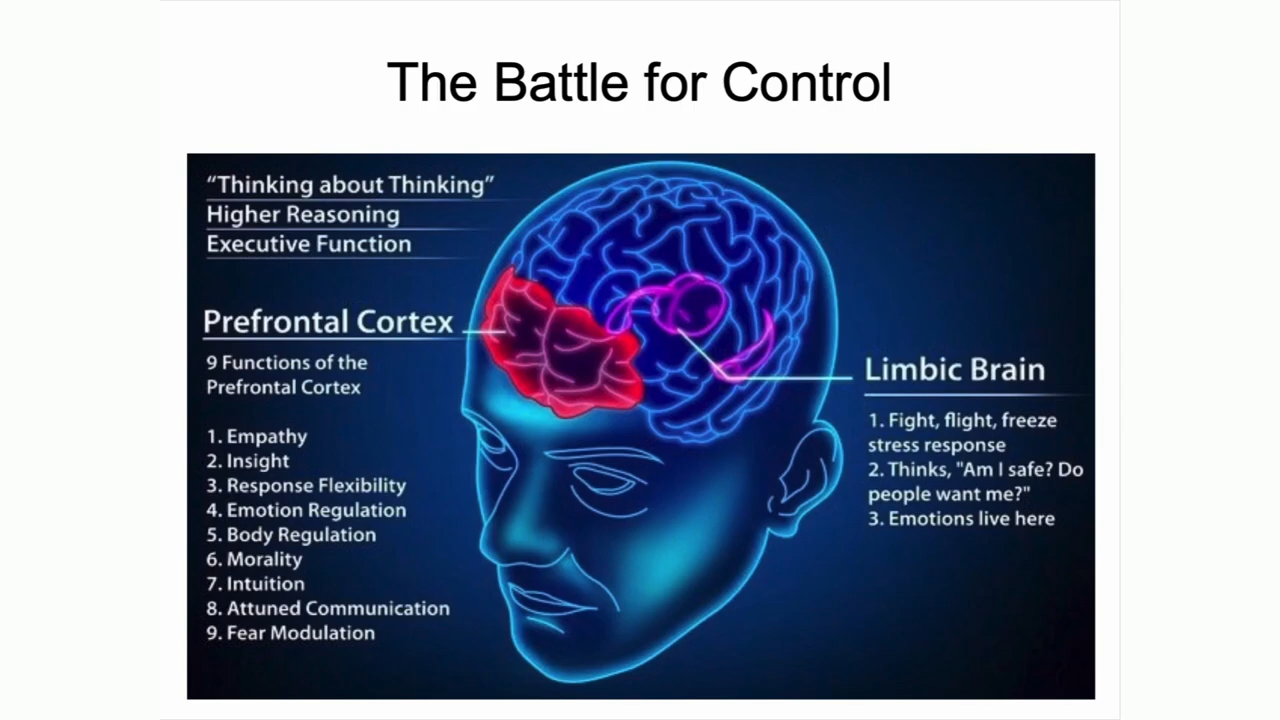 The Battle for Control
“Thinking about Thinking”
Higher Reasoning
Executive Function
Prefrontal Cortex
9 Functions of the
Prefrontal Cortex
1. Empathy
2. Insight
3. Response Flexibility
4. Emotion Regulation
5. Body Regulation
6. Morality
7. Intuition
8. Attuned Communication
9. Fear Modulation
Limbic Brain
1. Fight, flight, freeze
stress response
2. Thinks, "Am I safe? Do
people want me?"
3. Emotions live here